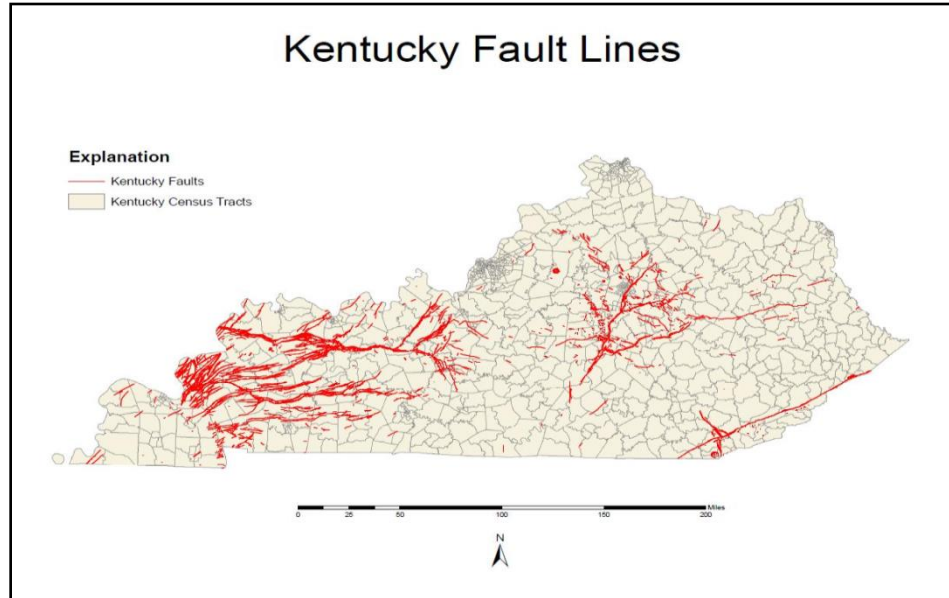 Kentucky Fault Lines
Explanation
Kentucky Faults
Kentucky Census Tracts
0 25 50 100 150 200 Miles
N